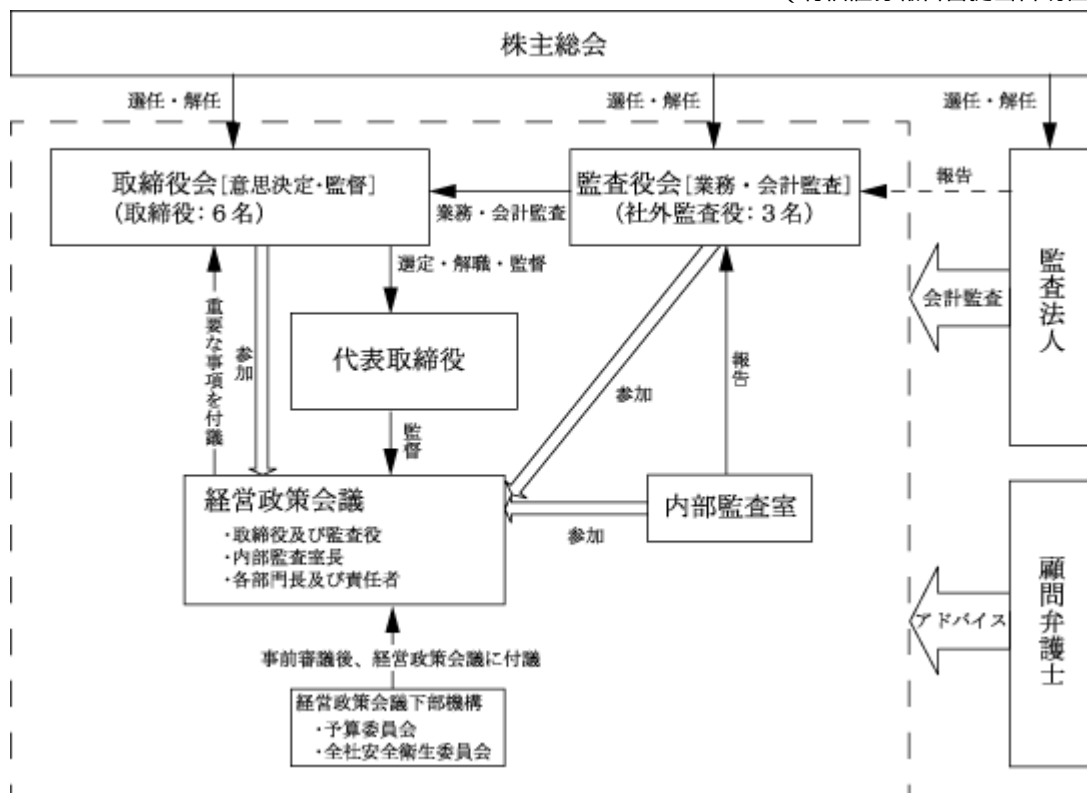 株主総会
選任・解任
選任・解任
選任・解任
取締役会[意思決定・監督]
(取締役：6名)
業務・会計監査
監査役会[業務・会計監査]
(社外監査役：3名)
報告
監査法人
会計監査
選定・解職・監督
重要な事項を付議
参加
代表取締役
参加
報告
監督
経営政策会議
・取締役及び監査役
・内部監査室長
・各部門長及び責任者
参加
内部監査室
顧問弁護士
アドバイス
事前審議後、経営政策会議に付議
経営政策会議下部機構
・予算委員会
・全社安全衛生委員会